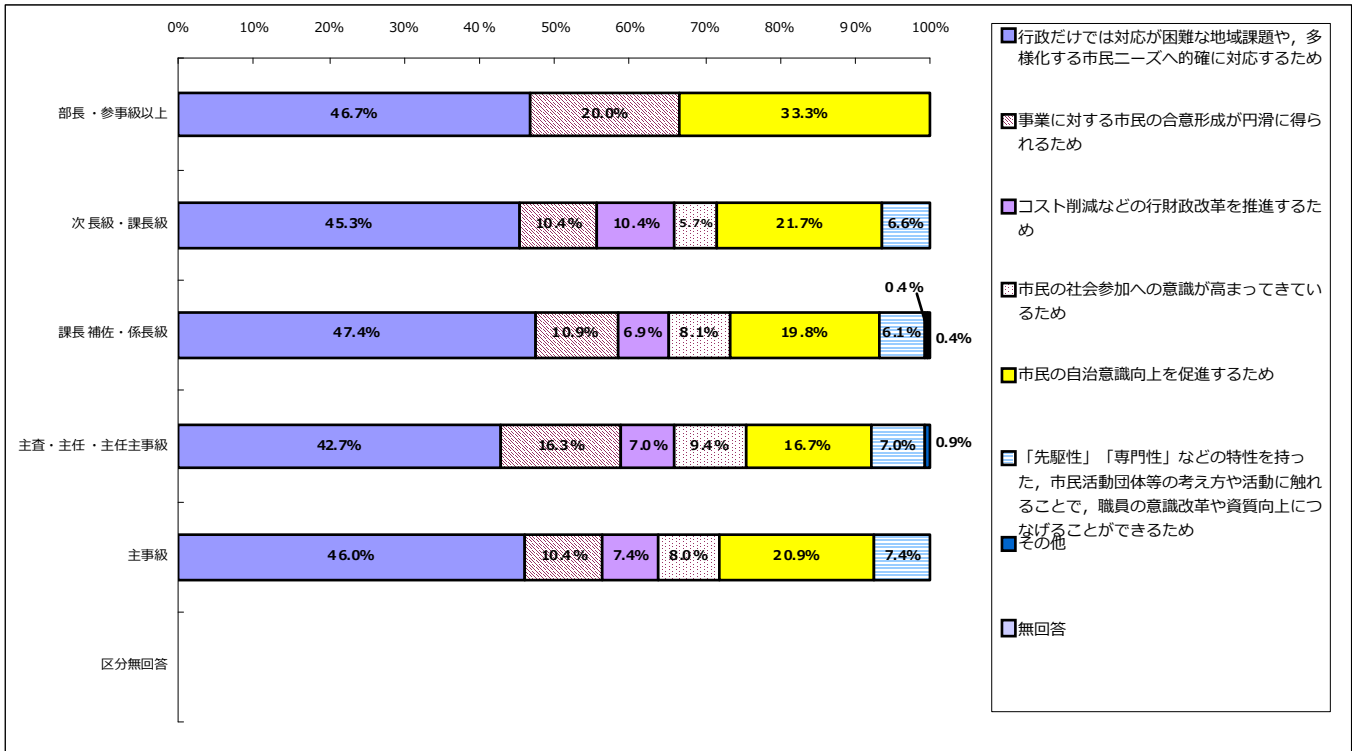 0% 10% 20% 30% 40% 50% 60% 70% 80% 90% 100%
部長・参事級以上 46.7% 20.0% 33.3%
次長級・課長級 45.3% 10.4% 10.4% 5.7% 21.7% 6.6%
0.4%
課長補佐・係長級 47.4% 10.9% 6.9% 8.1% 19.8% 6.1% 0.4%
主査・主任・主任主事級 42.7% 16.3% 7.0% 9.4% 16.7% 7.0% 0.9%
主事級 46.0% 10.4% 7.4% 8.0% 20.9% 7.4%
区分無回答
行政だけでは対応が困難な地域課題や，多
様化する市民ニーズへ的確に対応するため
事業に対する市民の合意形成が円滑に得ら
れるため
コスト削減などの行財政改革を推進するた
め
市民の社会参加への意識が高まってきてい
るため
市民の自治意識向上を促進するため
「先駆性」「専門性」などの特性を持っ
た，市民活動団体等の考え方や活動に触れ
ることで，職員の意識改革や資質向上につ
なげることができるため
その他
無回答